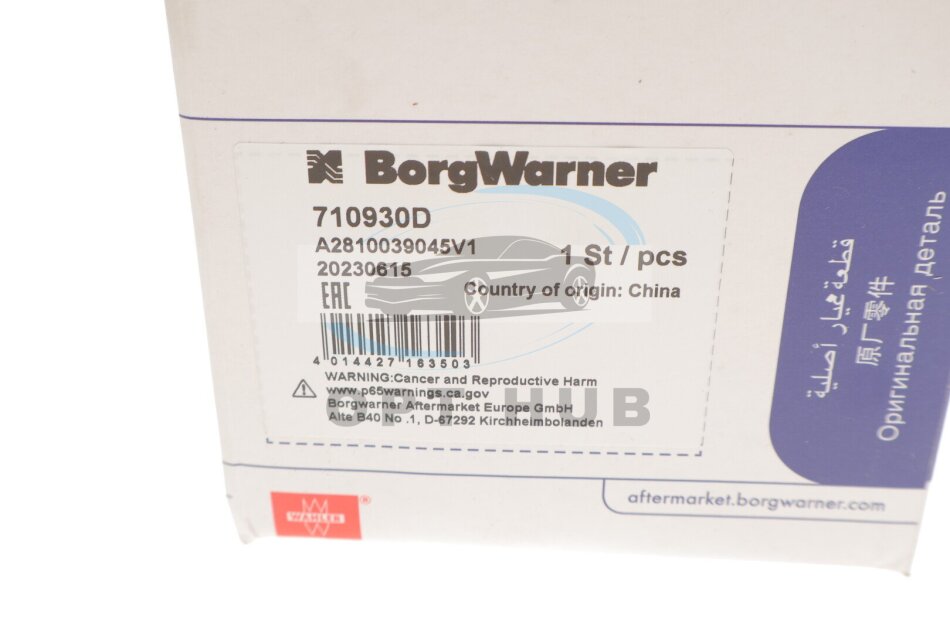 BorgWarner
710930D
A2810039045V1
20230615
1 St / pcs
EAC
Country of origin: China
4 014427 163503
WARNING:Cancer and Reproductive Harm
www.p65warnings.ca.gov
Borgwarner Aftermarket Europe GmbH
Alte B40 No .1, D-67292 Kirchheimbolanden
OPT HUB
قطعة غيار أصلية
原厂零件
Оригинальная деталь
WAHLER®
aftermarket.borgwarner.com